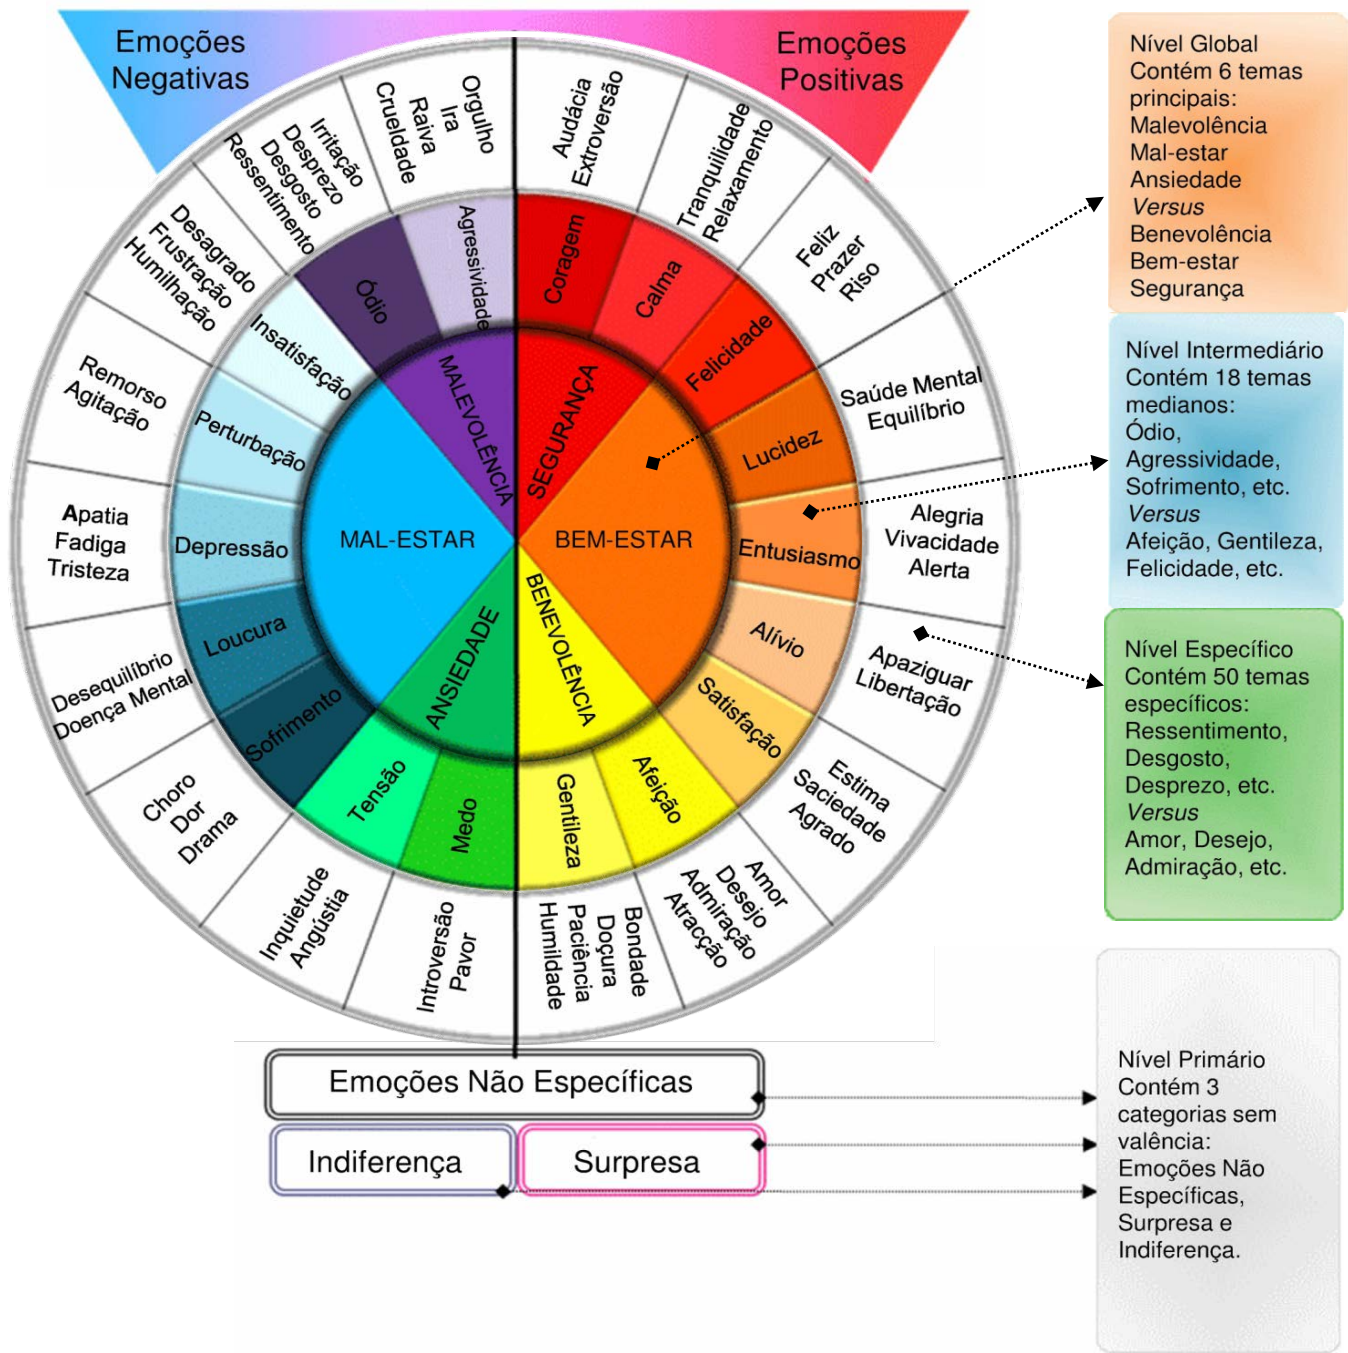 Emoções
Negativas
Emoções
Positivas
Orgulho
Ira
Raiva
Crueldade
Irritação
Desprezo
Desgosto
Ressentimento
Desagrado
Frustração
Humilhação
Remorso
Agitação
Apatia
Fadiga
Tristeza
Desequilíbrio
Doença Mental
Choro
Dor
Drama
Inquietude
Angústia
Introversão
Pavor
Audácia
Extroversão
Tranquilidade
Relaxamento
Feliz
Prazer
Riso
Saúde Mental
Equilíbrio
Alegria
Vivacidade
Alerta
Apaziguar
Libertação
Estima
Saciedade
Agrado
Amor
Desejo
Admiração
Atracção
Bondade
Doçura
Paciência
Humildade
Agressividade
Ódio
Insatisfação
Perturbação
Depressão
Loucura
Sofrimento
Tensão
Medo
Coragem
Calma
Felicidade
Lucidez
Entusiasmo
Alívio
Satisfação
Afeição
Gentileza
MALEVOLÊNCIA
MAL-ESTAR
ANSIEDADE
SEGURANÇA
BEM-ESTAR
BENEVOLÊNCIA
Nível Global
Contém 6 temas
principais:
Malevolência
Mal-estar
Ansiedade
Versus
Benevolência
Bem-estar
Segurança
Nível Intermediário
Contém 18 temas
medianos:
Ódio,
Agressividade,
Sofrimento, etc.
Versus
Afeição, Gentileza,
Felicidade, etc.
Nível Específico
Contém 50 temas
específicos:
Ressentimento,
Desgosto,
Desprezo, etc.
Versus
Amor, Desejo,
Admiração, etc.
Emoções Não Específicas
Indiferença
Surpresa
Nível Primário
Contém 3
categorias sem
valência:
Emoções Não
Específicas,
Surpresa e
Indiferença.